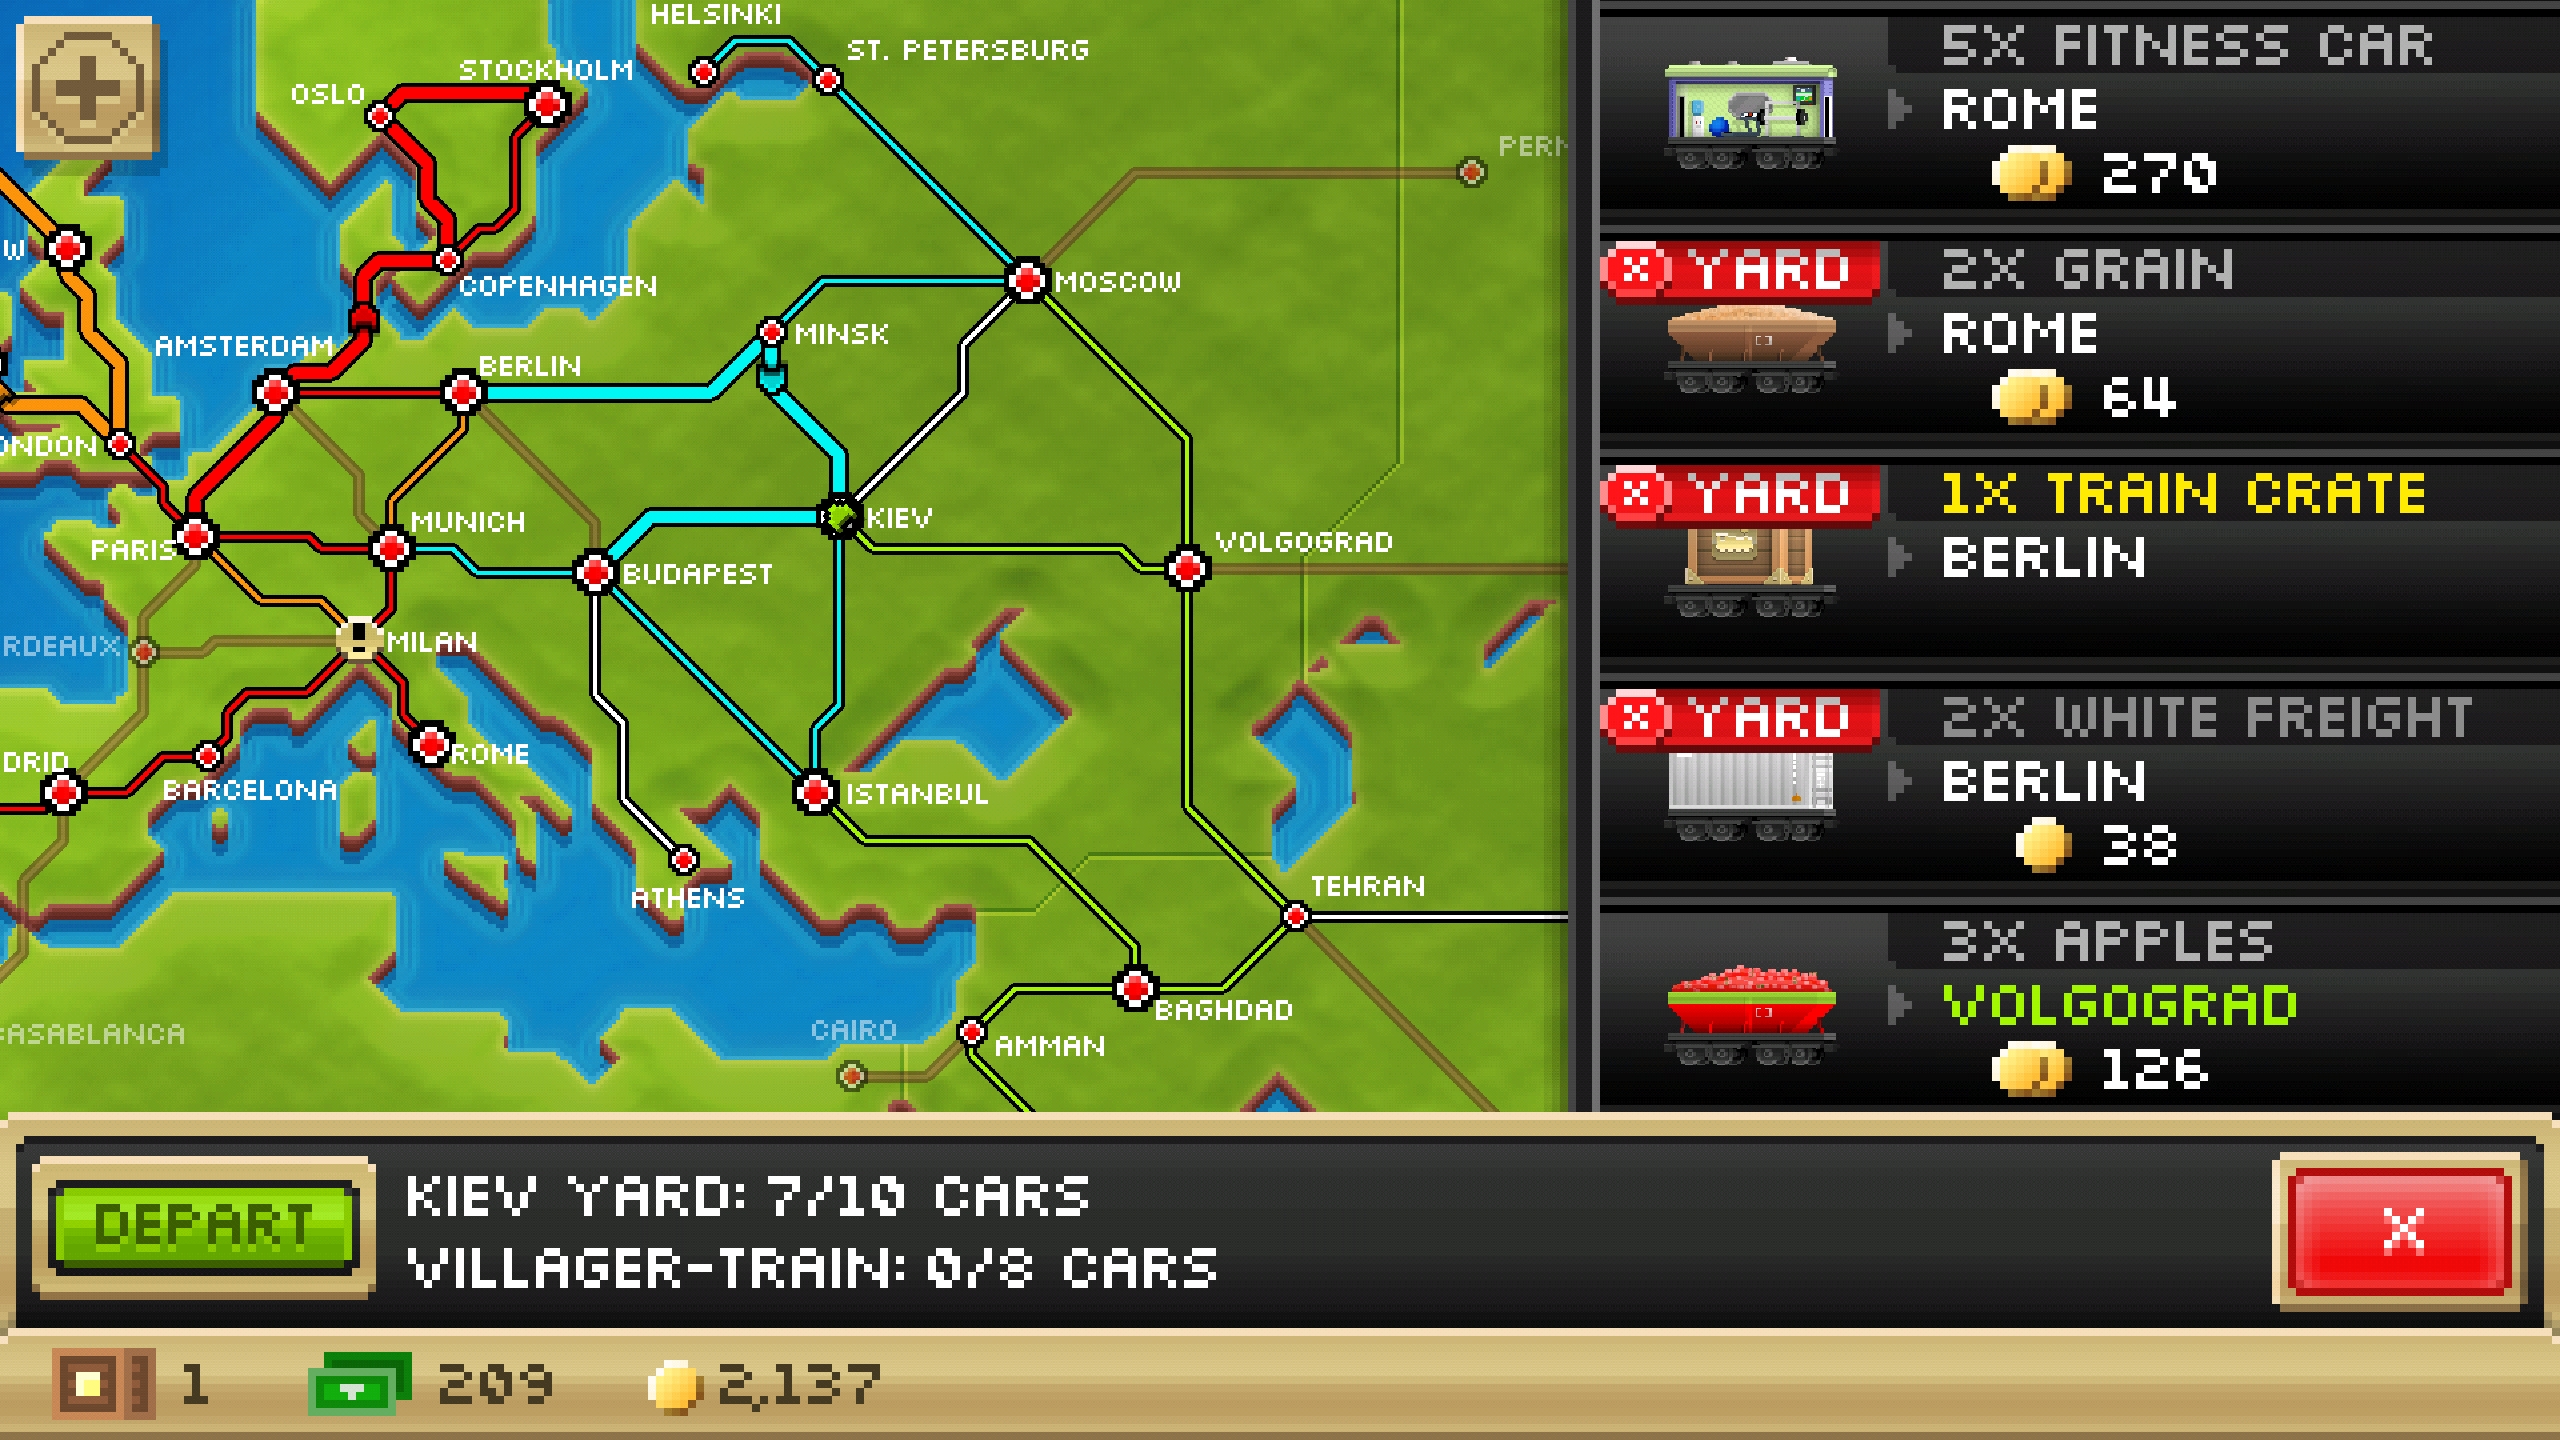 HELSINKI
ST. PETERSBURG
STOCKHOLM
OSLO
PERM
W
COPENHAGEN
MOSCOW
AMSTERDAM
MINSK
BERLIN
ONDON
MUNICH
KIEV
PARIS
VOLGOGRAD
BUDAPEST
RDEAUX
MILAN
DRID
ROME
BARCELONA
ISTANBUL
ATHENS
TEHRAN
BAGHDAD
CASABLANCA
CAIRO
AMMAN
5X FITNESS CAR
ROME
270
X YARD
2X GRAIN
ROME
64
X YARD
1X TRAIN CRATE
BERLIN
X YARD
2X WHITE FREIGHT
BERLIN
38
3X APPLES
VOLGOGRAD
126
DEPART
KIEV YARD: 7/10 CARS
VILLAGER-TRAIN: 0/8 CARS
X
1
209
2,137